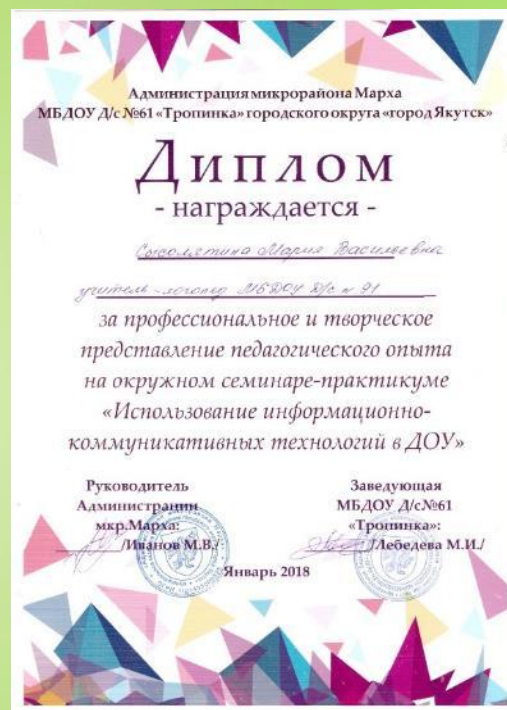 Администрация микрорайона Марха
МБДОУ Д/с №61 «Тропинка» городского округа «город Якутск»
Диплом
- награждается -
Сысолятина Мария Васильевна
учитель-логопед МБДОУ Д/с № 91
за профессиональное и творческое
представление педагогического опыта
на окружном семинаре-практикуме
«Использование информационно-
коммуникативных технологий в ДОУ»
Руководитель
Администрации
мкр.Марха:
/Иванов М.В./
Заведующая
МБДОУ Д/с№61
«Тропинка»:
/Лебедева М.И./
Январь 2018